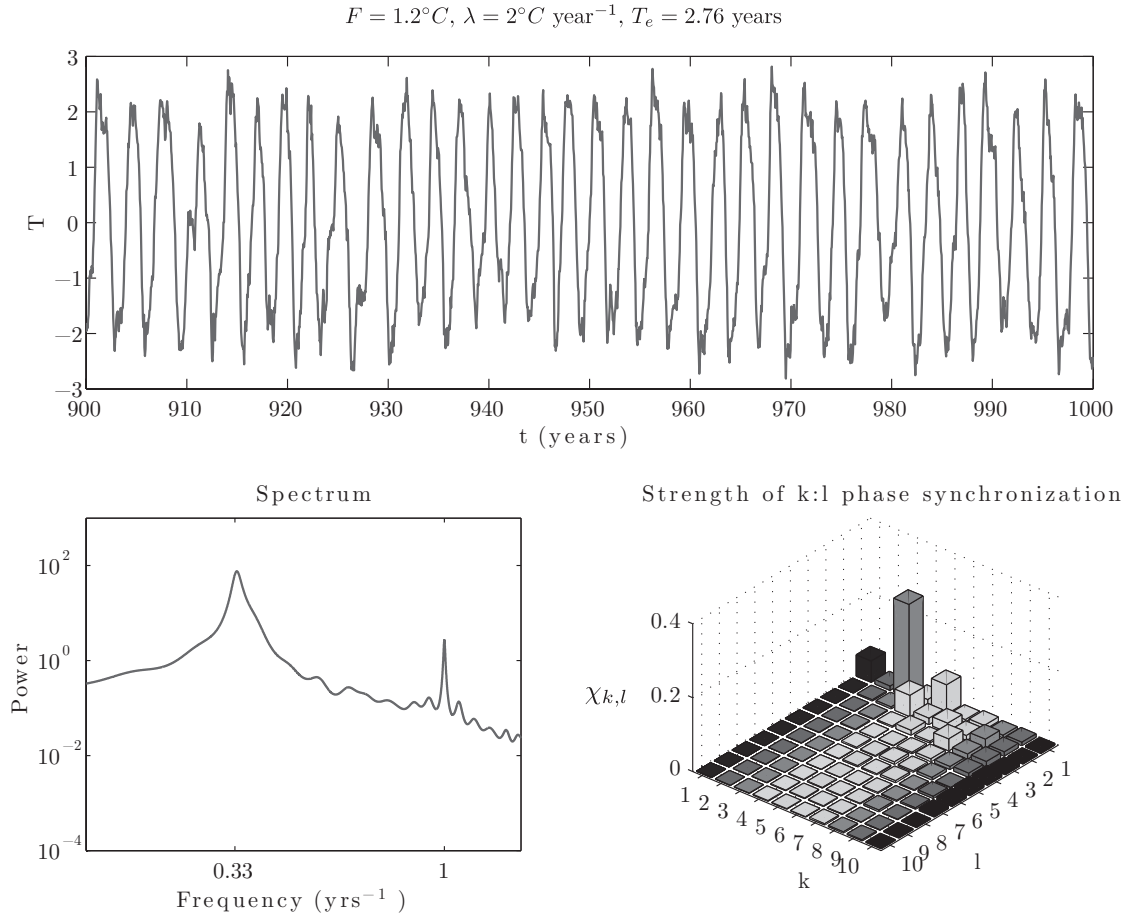 F = 1.2°C, λ = 2°C year⁻¹, Tₑ = 2.76 years
3
2
1
0
−1
−2
−3
T
900 910 920 930 940 950 960 970 980 990 1000
t (years)
Spectrum
10²
10⁰
10⁻²
10⁻⁴
Power
0.33 1
Frequency (yrs⁻¹ )
Strength of k:l phase synchronization
0.4
0.2
0
χk,l
1 2 3 4 5 6 7 8 9 10
k
10 9 8 7 6 5 4 3 2 1
l